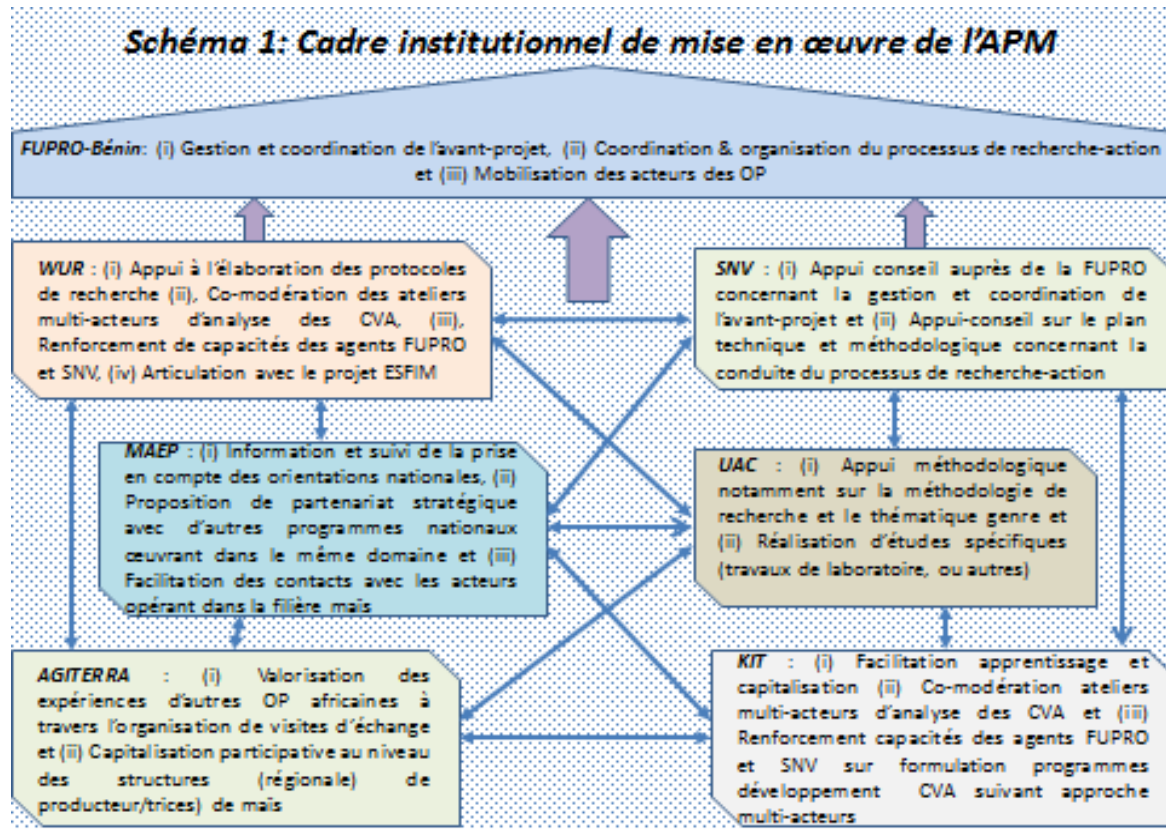 Schéma 1: Cadre institutionnel de mise en œuvre de l'APM
FUPRO-Bénin: (i) Gestion et coordination de l'avant-projet, (ii) Coordination & organisation du processus de recherche-action
et (iii) Mobilisation des acteurs des OP
WUR : (i) Appui à l'élaboration des protocoles
de recherche (ii), Co-modération des ateliers
multi-acteurs d'analyse des CVA, (iii),
Renforcement de capacités des agents FUPRO
et SNV, (iv) Articulation avec le projet ESFIM
SNV : (i) Appui conseil auprès de la FUPRO
concernant la gestion et coordination de
l'avant-projet et (ii) Appui-conseil sur le plan
technique et méthodologique concernant la
conduite du processus de recherche-action
MAEP : (i) Information et suivi de la prise
en compte des orientations nationales, (ii)
Proposition de partenariat stratégique
avec d'autres programmes nationaux
œuvrant dans le même domaine et (iii)
Facilitation des contacts avec les acteurs
opérant dans la filière maïs
UAC : (i) Appui méthodologique
notamment sur la méthodologie de
recherche et le thématique genre et
(ii) Réalisation d'études spécifiques
(travaux de laboratoire, ou autres)
AGITERRA : (i) Valorisation des
expériences d'autres OP africaines à
travers l'organisation de visites d'échange
et (ii) Capitalisation participative au niveau
des structures (régionale) de
producteur/trices) de maïs
KIT : (i) Facilitation apprentissage et
capitalisation (ii) Co-modération ateliers
multi-acteurs d'analyse des CVA et (iii)
Renforcement capacités des agents FUPRO
et SNV sur formulation programmes
développement CVA suivant approche
multi-acteurs